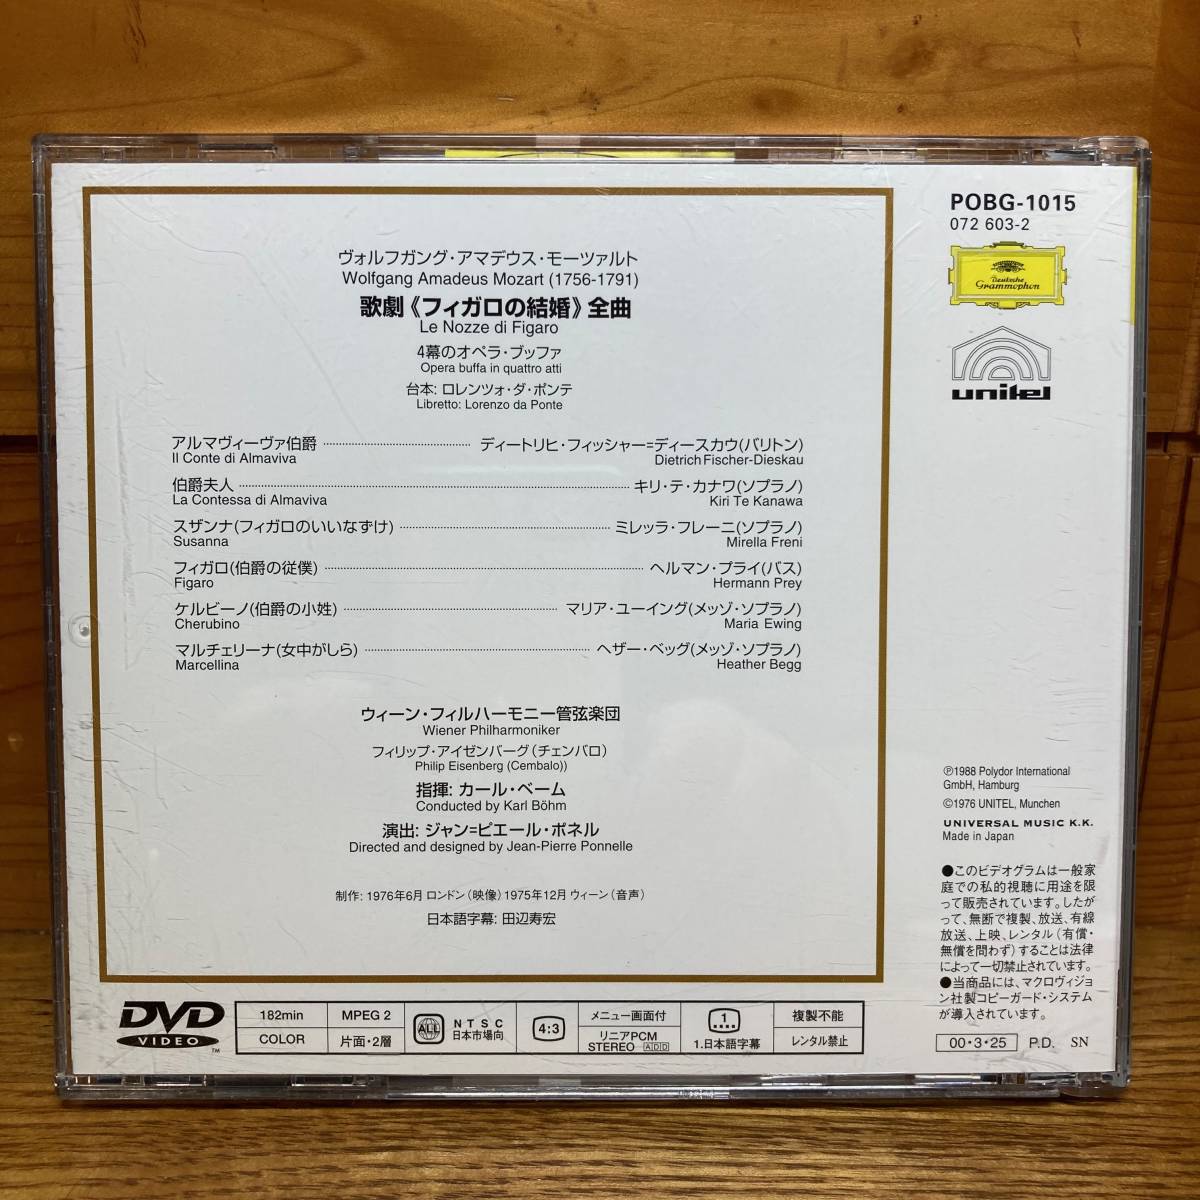 ヴォルフガング・アマデウス・モーツァルト
Wolfgang Amadeus Mozart (1756-1791)
歌劇《フィガロの結婚》全曲
Le Nozze di Figaro
4幕のオペラ・ブッファ
Opera buffa in quattro atti
台本: ロレンツォ・ダ・ポンテ
Libretto: Lorenzo da Ponte
アルマヴィーヴァ伯爵 ディートリヒ・フィッシャー=ディースカウ(バリトン)
Il Conte di Almaviva Dietrich Fischer-Dieskau
伯爵夫人 キリ・テ・カナワ(ソプラノ)
La Contessa di Almaviva Kiri Te Kanawa
スザンナ(フィガロのいいなずけ) ミレッラ・フレーニ(ソプラノ)
Susanna Mirella Freni
フィガロ(伯爵の従僕) ヘルマン・プライ(バス)
Figaro Hermann Prey
ケルビーノ(伯爵の小姓) マリア・ユーイング(メッゾ・ソプラノ)
Cherubino Maria Ewing
マルチェリーナ(女中がしら) ヘザー・ベッグ(メッゾ・ソプラノ)
Marcellina Heather Begg
ウィーン・フィルハーモニー管弦楽団
Wiener Philharmoniker
フィリップ・アイゼンバーグ(チェンバロ)
Philip Eisenberg (Cembalo))
指揮: カール・ベーム
Conducted by Karl Böhm
演出: ジャン=ピエール・ポネル
Directed and designed by Jean-Pierre Ponnelle
制作: 1976年6月 ロンドン(映像) 1975年12月 ウィーン(音声)
日本語字幕: 田辺寿宏
POBG-1015
072 603-2
Deutsche
Grammophon
unitel
℗1988 Polydor International
GmbH, Hamburg
©1976 UNITEL, Munchen
UNIVERSAL MUSIC K.K.
Made in Japan
●このビデオグラムは一般家
庭での私的視聴に用途を限
って販売されています。したが
って、無断で複製、放送、有線
放送、上映、レンタル(有償・
無償を問わず)することは法律
によって一切禁止されています。
●当商品には、マクロヴィジョ
ン社製コピーガード・システム
が導入されています。
00・3・25 P.D. SN
DVD
VIDEO
TM
182min
COLOR
MPEG 2
片面・2層
ALL
NTSC
日本市場向
4:3
メニュー画面付
リニアPCM
STEREO ADD
1
1.日本語字幕
複製不能
レンタル禁止